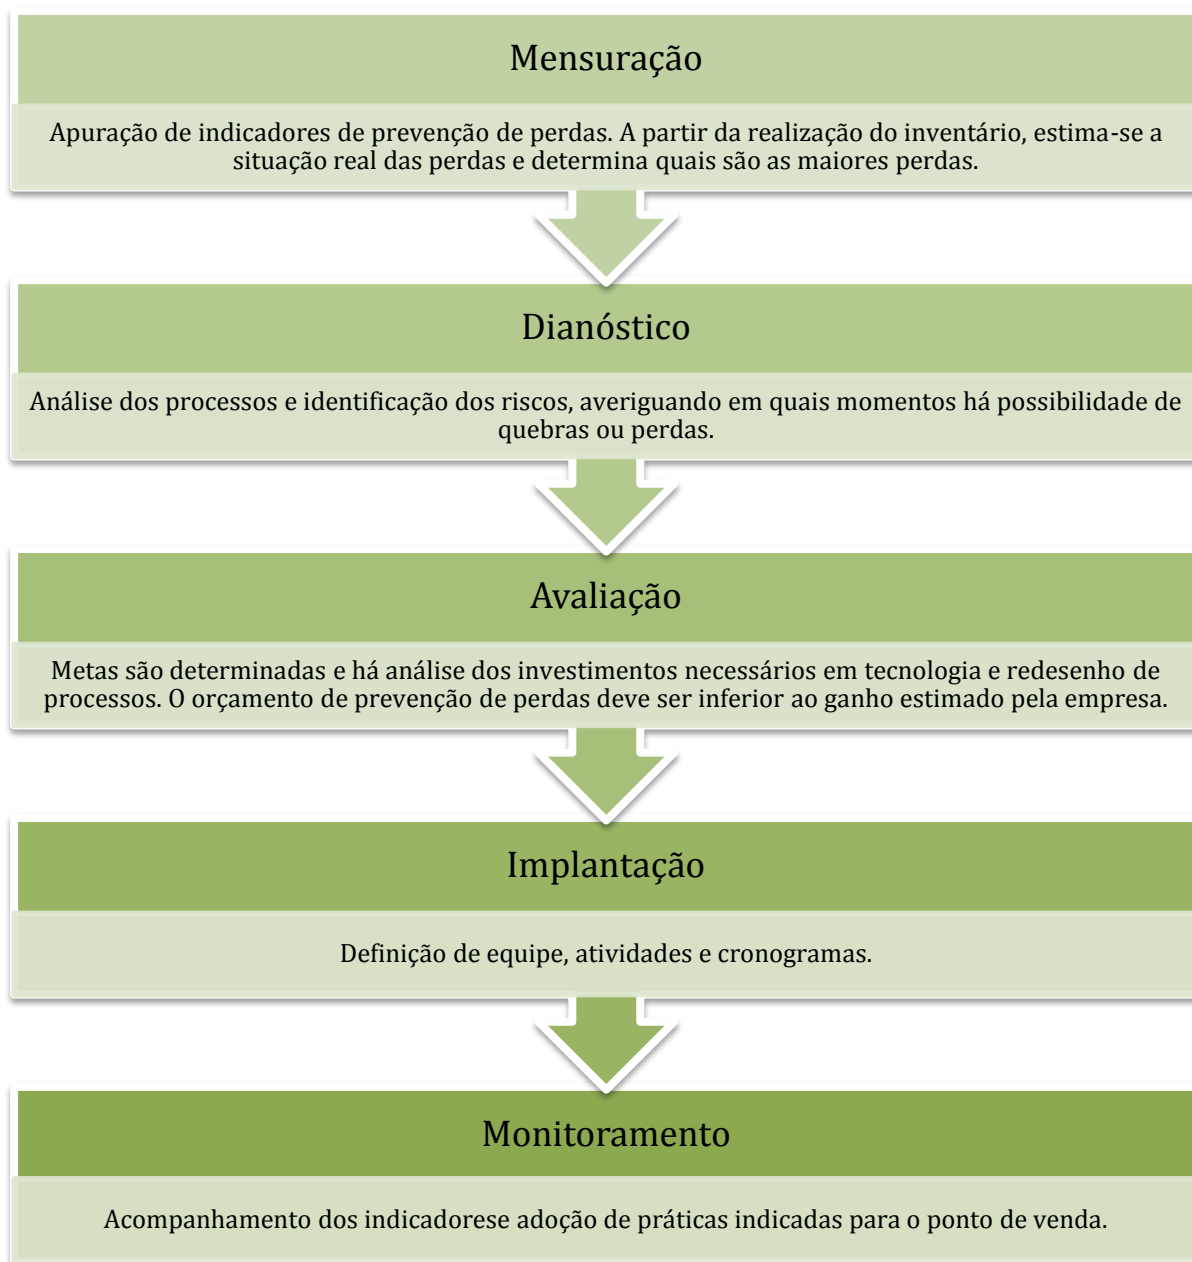 Mensuração
Apuração de indicadores de prevenção de perdas. A partir da realização do inventário, estima-se a
situação real das perdas e determina quais são as maiores perdas.
Dianóstico
Análise dos processos e identificação dos riscos, averiguando em quais momentos há possibilidade de
quebras ou perdas.
Avaliação
Metas são determinadas e há análise dos investimentos necessários em tecnologia e redesenho de
processos. O orçamento de prevenção de perdas deve ser inferior ao ganho estimado pela empresa.
Implantação
Definição de equipe, atividades e cronogramas.
Monitoramento
Acompanhamento dos indicadorese adoção de práticas indicadas para o ponto de venda.